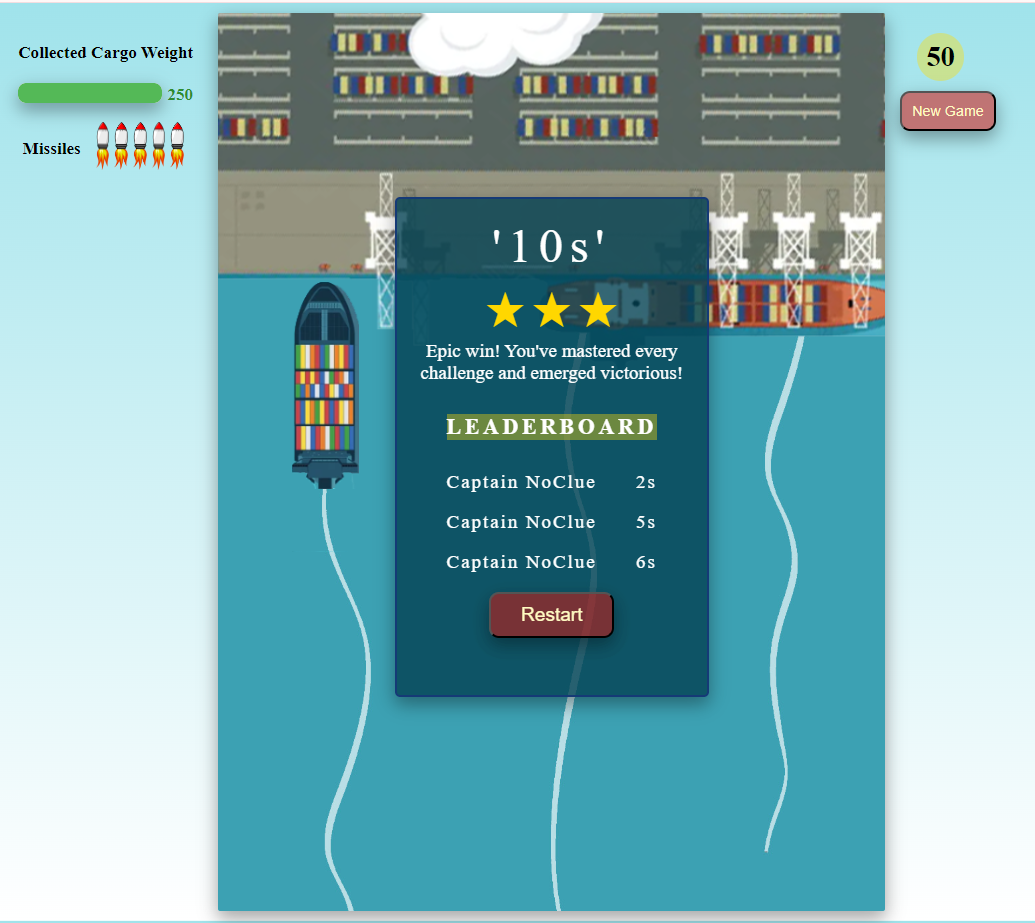 Collected Cargo Weight
250
Missiles
50
New Game
'10s'
Epic win! You've mastered every
challenge and emerged victorious!
LEADERBOARD
Captain NoClue 2s
Captain NoClue 5s
Captain NoClue 6s
Restart